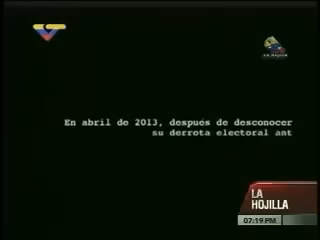 En abril de 2013, después de desconocer
su derrota electoral ant
LA
HOJILLA
07:19 PM